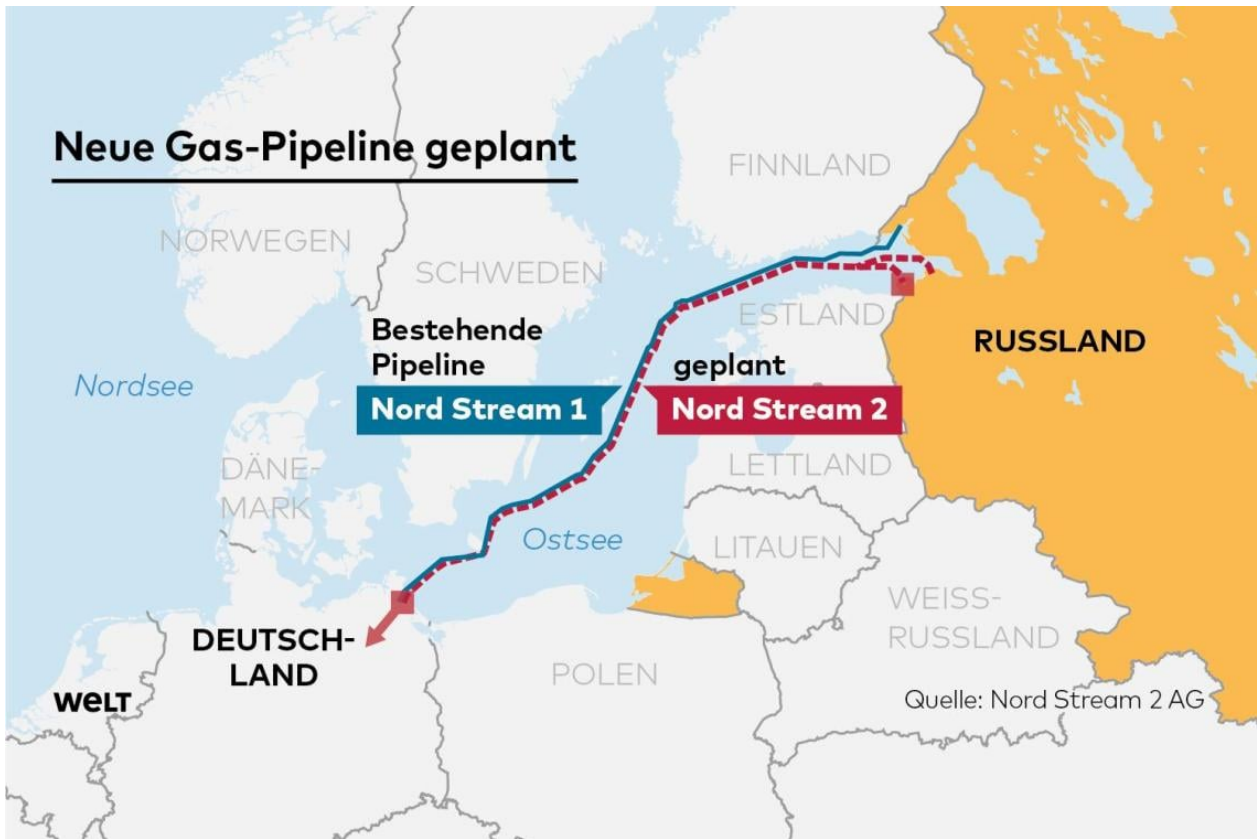 Neue Gas-Pipeline geplant
FINNLAND
NORWEGEN
SCHWEDEN
ESTLAND
RUSSLAND
Bestehende
Pipeline
Nord Stream 1
geplant
Nord Stream 2
Nordsee
DÄNE-
MARK
LETTLAND
Ostsee
LITAUEN
WEISS-
RUSSLAND
DEUTSCH-
LAND
POLEN
WELT
Quelle: Nord Stream 2 AG